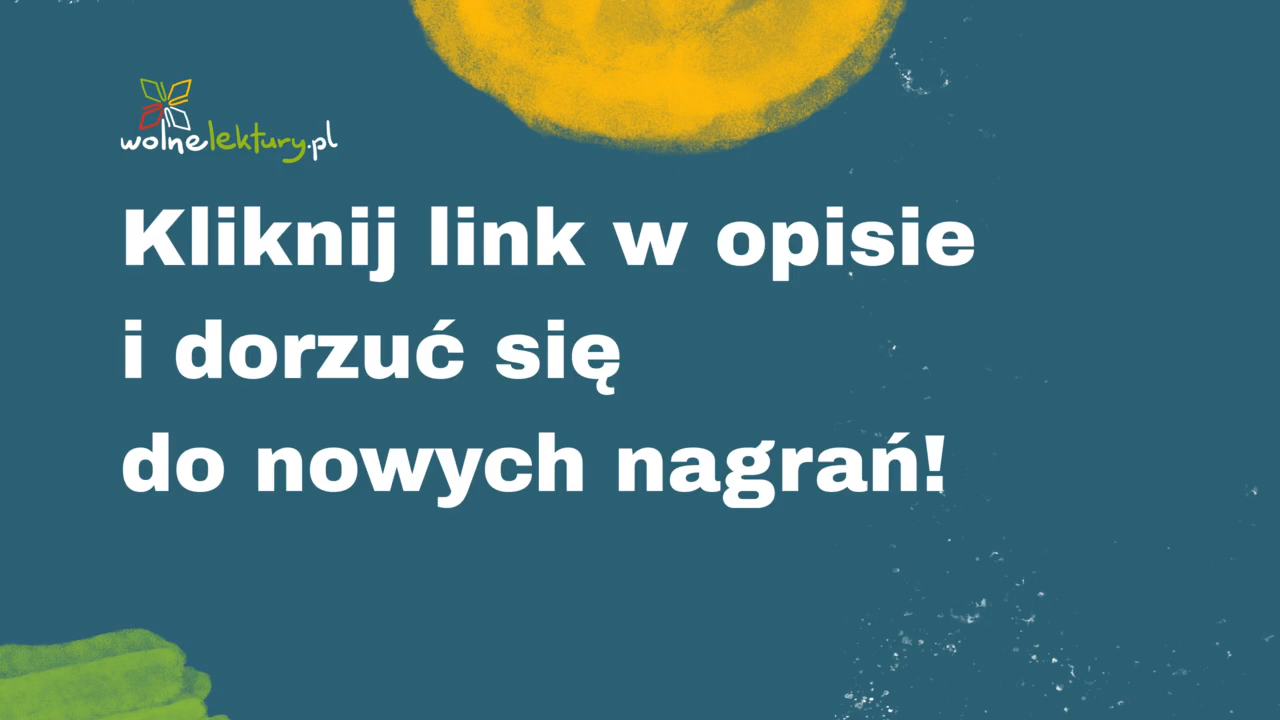 wolnelektury.pl
Kliknij link w opisie
i dorzuć się
do nowych nagrań!